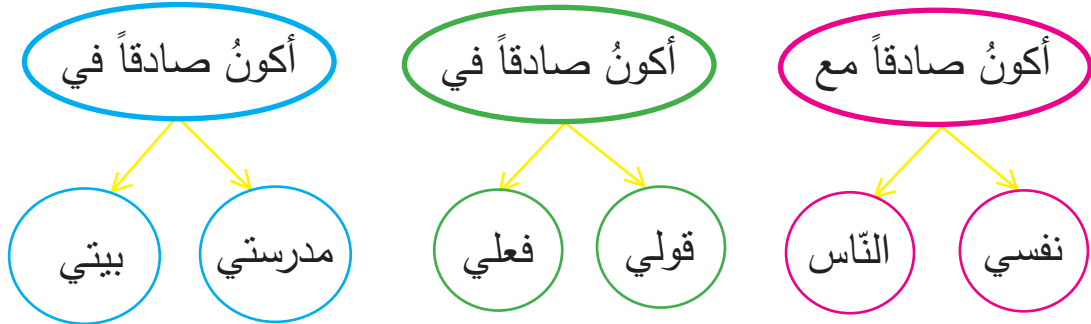 أكونُ صادقاً مع
أكونُ صادقاً في
أكونُ صادقاً في
نفسي
النّاس
قولي
فعلي
مدرستي
بيتي